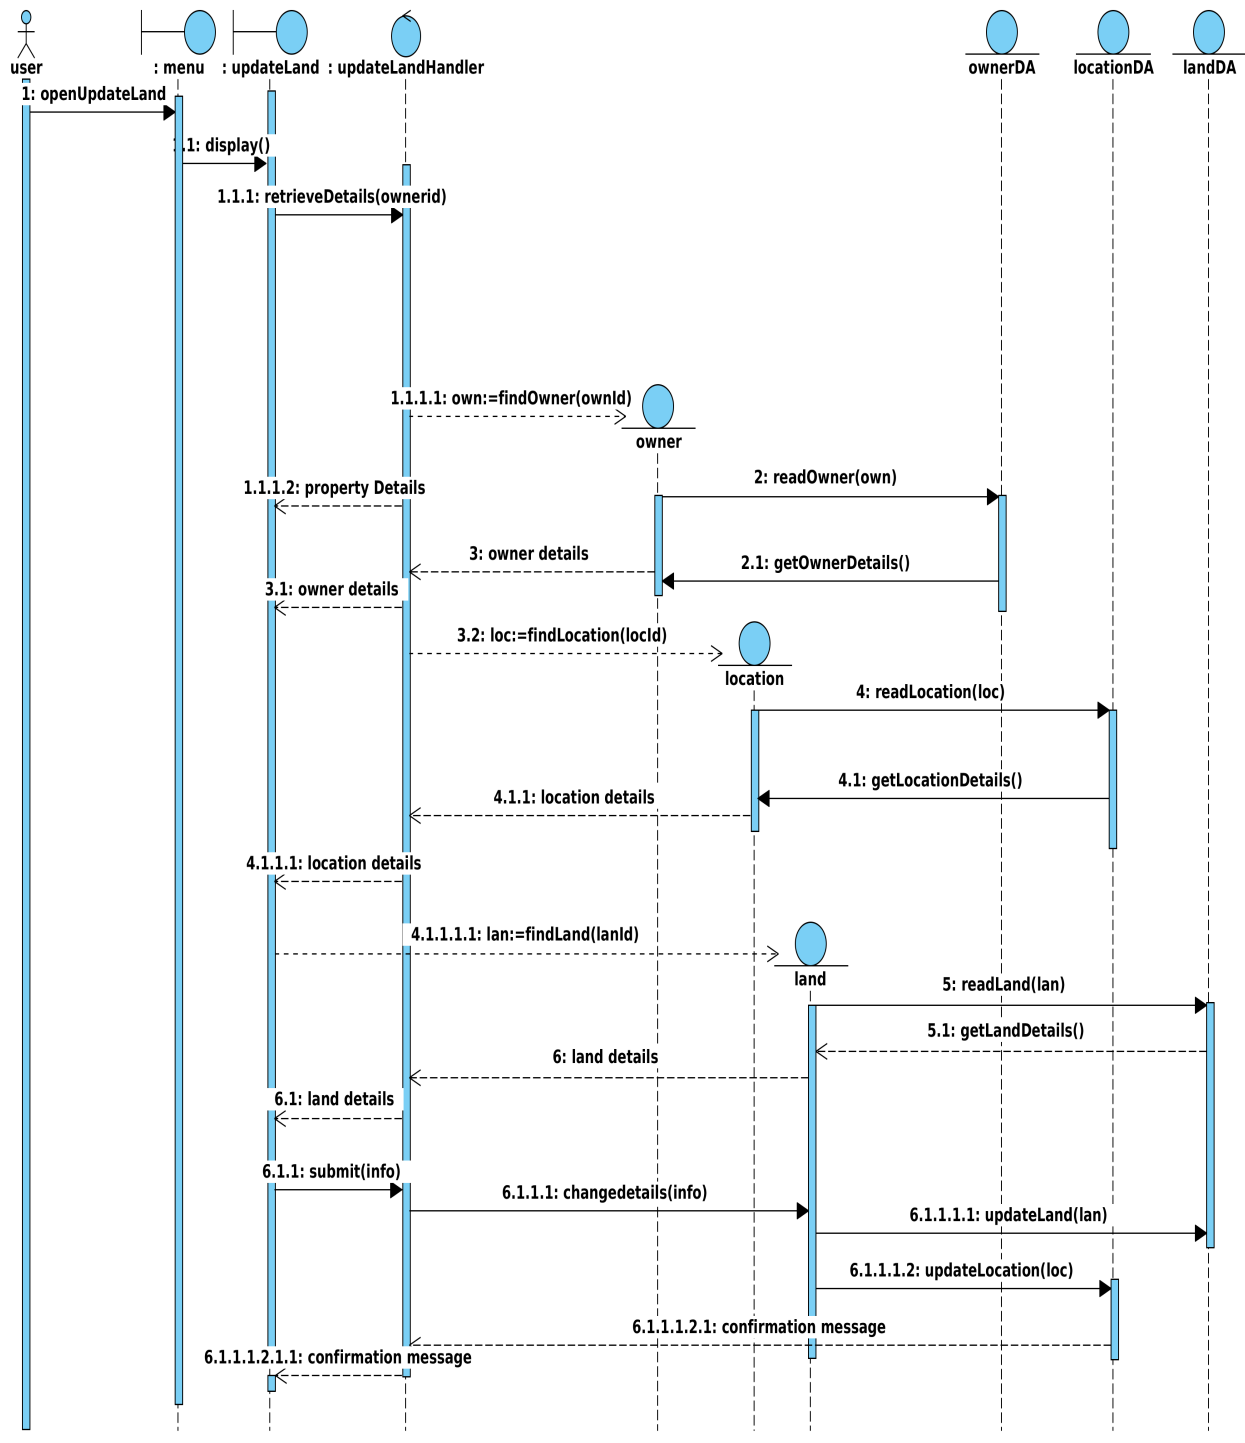 user
: menu
: updateLand
: updateLandHandler
ownerDA
locationDA
landDA
1: openUpdateLand
1.1: display()
1.1.1: retrieveDetails(ownerid)
1.1.1.1: own:=findOwner(ownId)
owner
2: readOwner(own)
1.1.1.2: property Details
3: owner details
2.1: getOwnerDetails()
3.1: owner details
3.2: loc:=findLocation(locId)
location
4: readLocation(loc)
4.1: getLocationDetails()
4.1.1: location details
4.1.1.1: location details
4.1.1.1.1: lan:=findLand(lanId)
land
5: readLand(lan)
5.1: getLandDetails()
6: land details
6.1: land details
6.1.1: submit(info)
6.1.1.1: changedetails(info)
6.1.1.1.1: updateLand(lan)
6.1.1.1.2: updateLocation(loc)
6.1.1.1.2.1: confirmation message
6.1.1.1.2.1.1: confirmation message